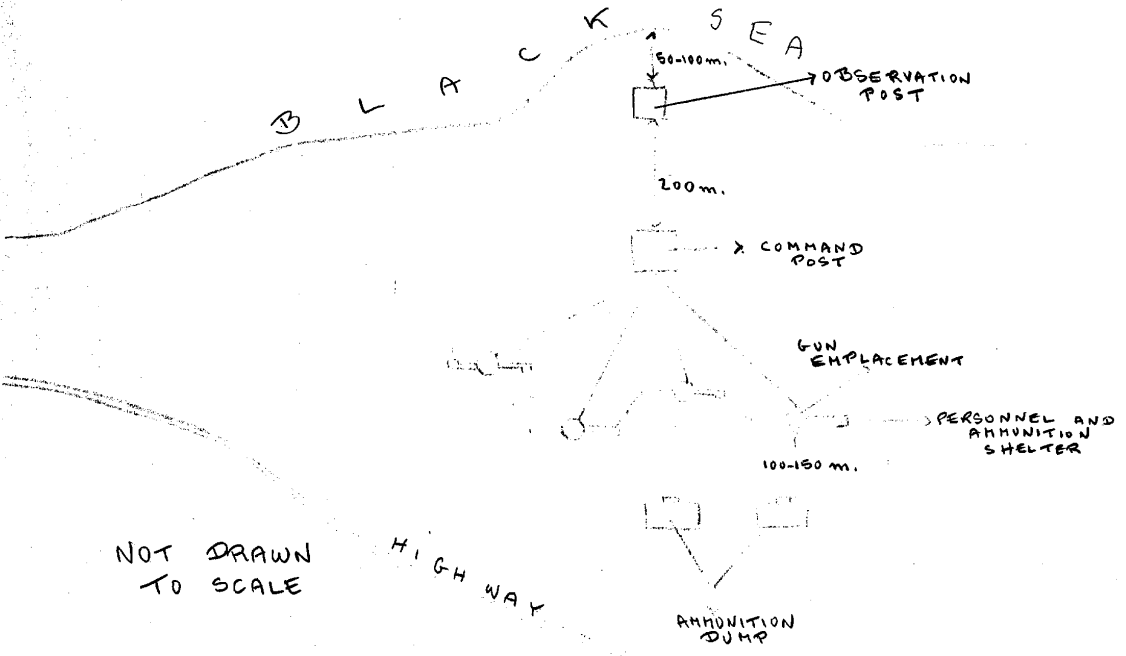 BLACK SEA
50-100m.
OBSERVATION
POST
200m.
COMMAND
POST
GUN
EMPLACEMENT
PERSONNEL AND
AMMUNITION
SHELTER
100-150 m.
NOT DRAWN
TO SCALE
HIGHWAY
AMMUNITION
DUMP